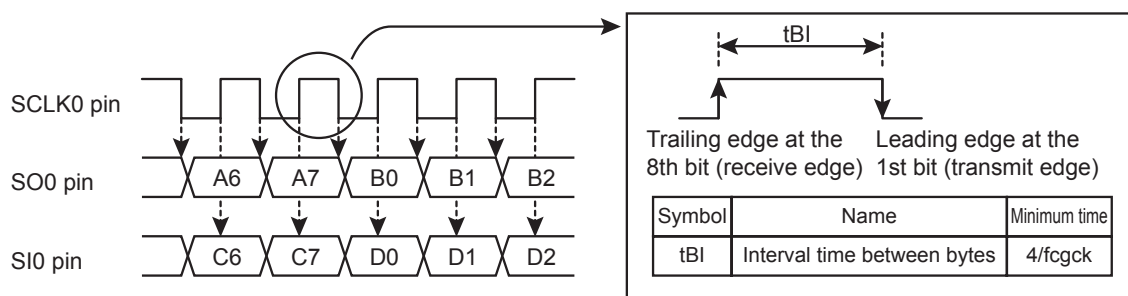 SCLK0 pin
SO0 pin
A6 A7 B0 B1 B2
SI0 pin
C6 C7 D0 D1 D2
tBI
Trailing edge at the
8th bit (receive edge)
Leading edge at the
1st bit (transmit edge)
Symbol Name Minimum time
tBI Interval time between bytes 4/fcgck